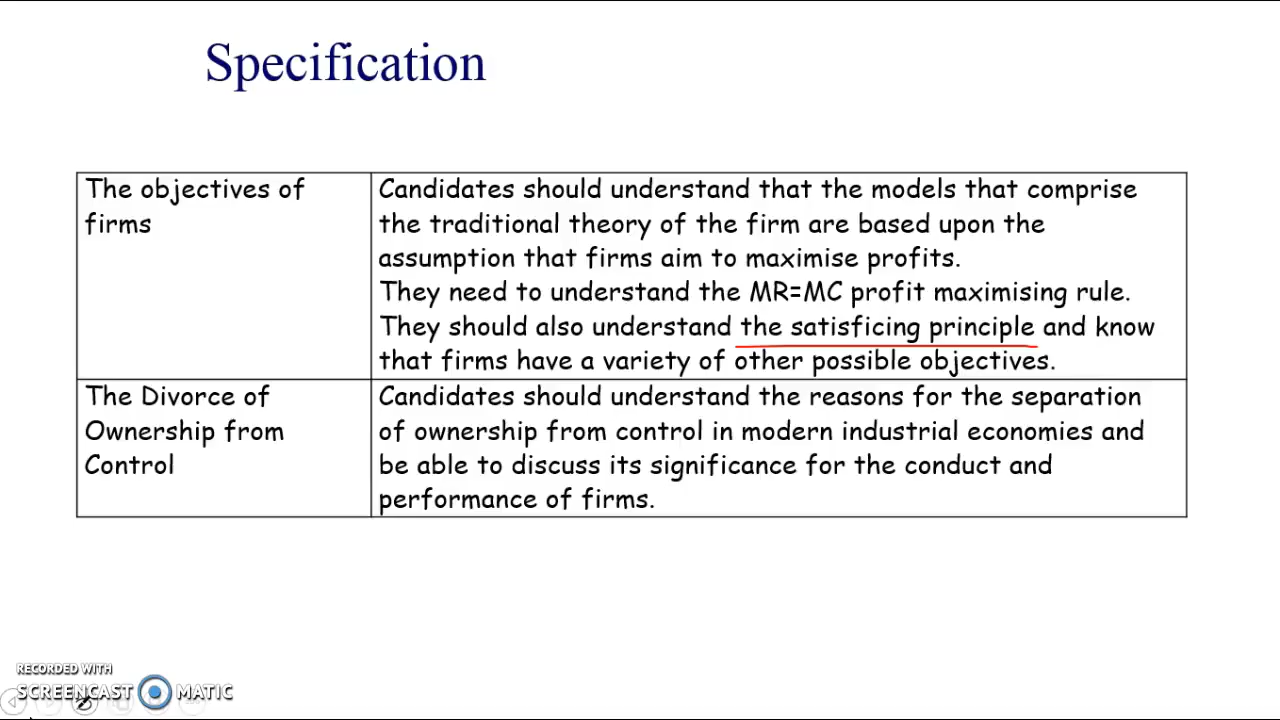 Specification
The objectives of
firms
Candidates should understand that the models that comprise
the traditional theory of the firm are based upon the
assumption that firms aim to maximise profits.
They need to understand the MR=MC profit maximising rule.
They should also understand the satisficing principle and know
that firms have a variety of other possible objectives.
The Divorce of
Ownership from
Control
Candidates should understand the reasons for the separation
of ownership from control in modern industrial economies and
be able to discuss its significance for the conduct and
performance of firms.
RECORDED WITH
SCREENCAST MATIC